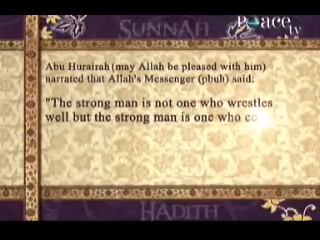 SUNNAH
Peace
tv
Abu Hurairah(may Allah be pleased with him)
narrated that Allah's Messenger (pbuh) said:
"The strong man is not one who wrestles
well but the strong man is one who
HADITH